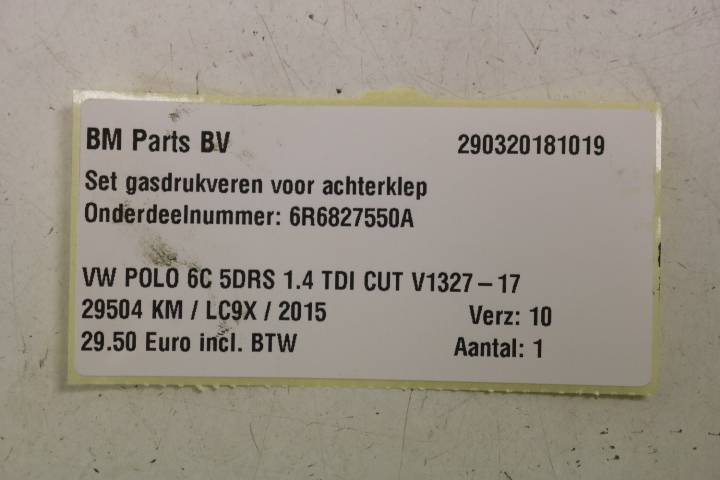 BM Parts BV 290320181019
Set gasdrukveren voor achterklep
Onderdeelnummer: 6R6827550A
VW POLO 6C 5DRS 1.4 TDI CUT V1327 – 17
29504 KM / LC9X / 2015 Verz: 10
29.50 Euro incl. BTW Aantal: 1